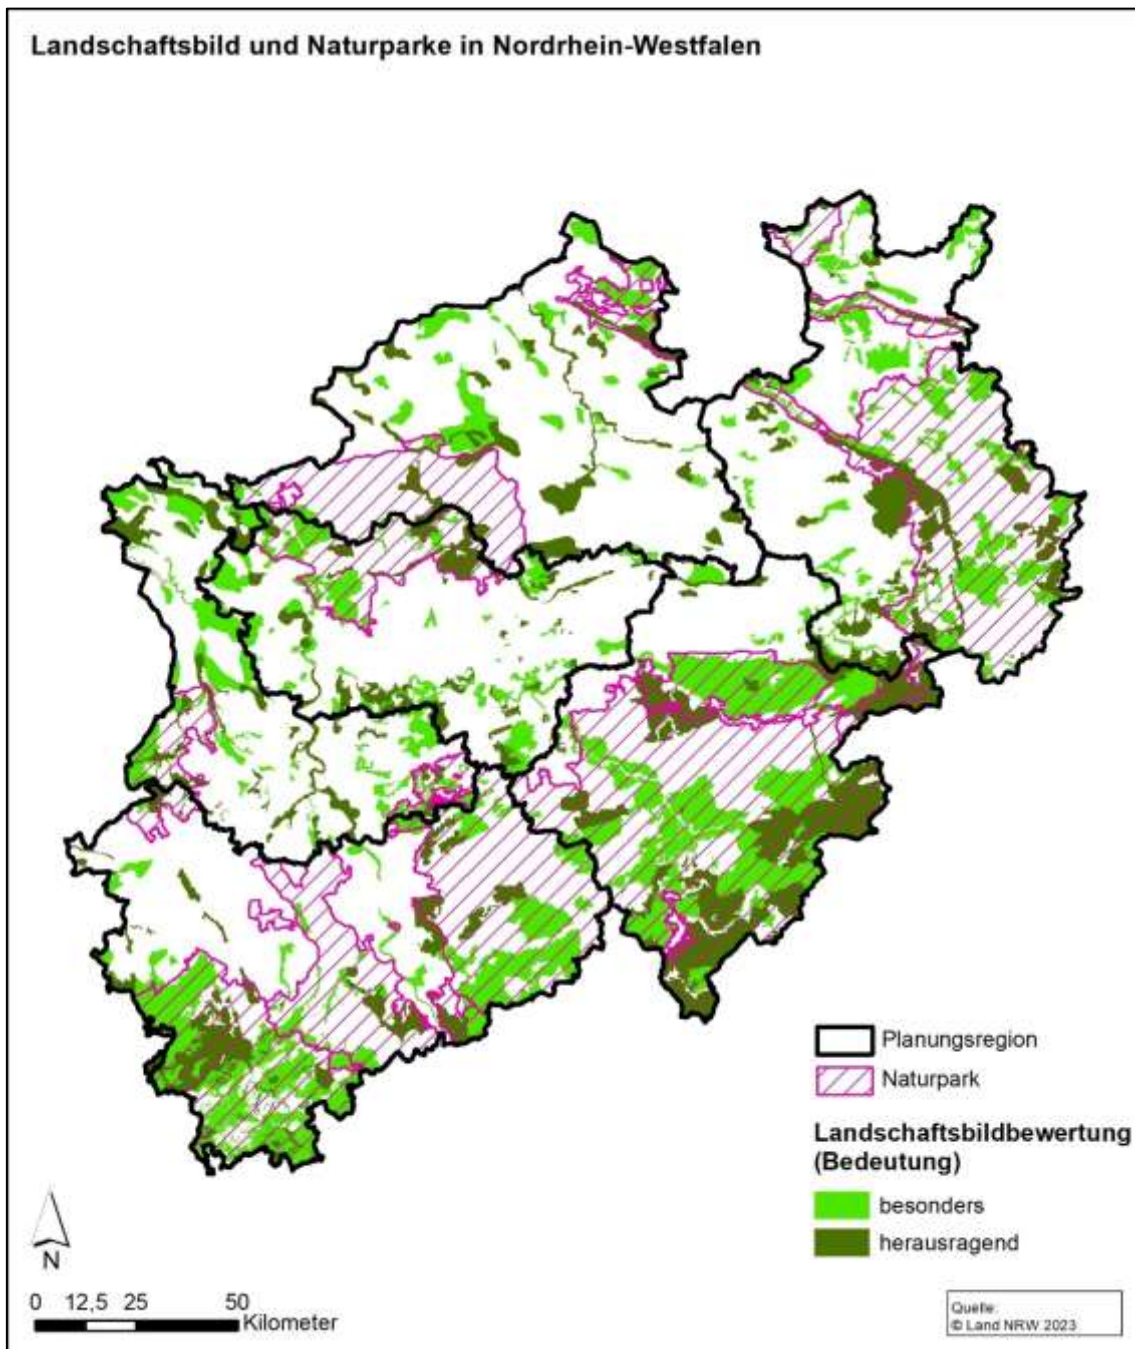 Landschaftsbild und Naturparke in Nordrhein-Westfalen
Planungsregion
Naturpark
Landschaftsbildbewertung
(Bedeutung)
besonders
herausragend
N
0 12,5 25 50
Kilometer
Quelle:
© Land NRW 2023